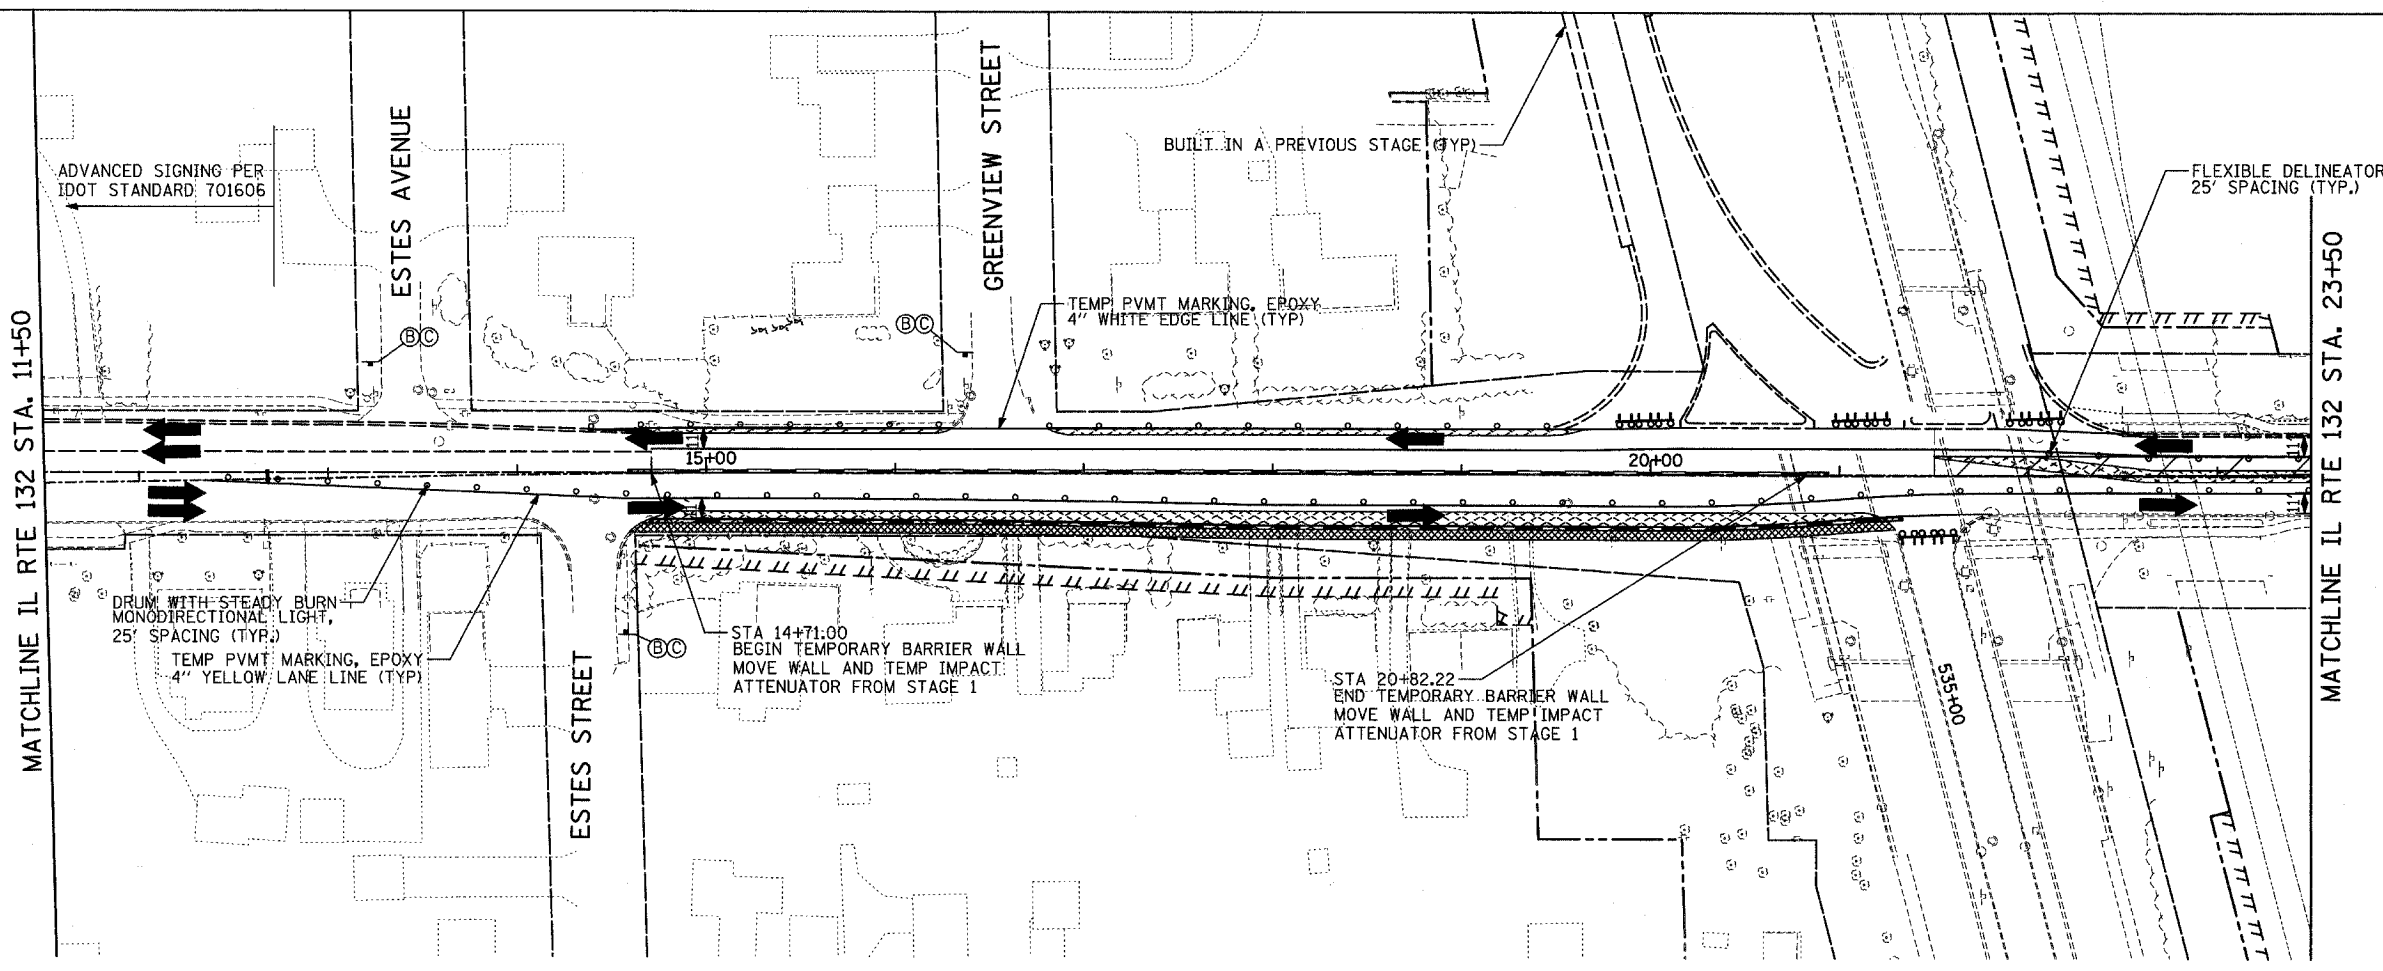 MATCHLINE IL RTE 132 STA. 11+50
ADVANCED SIGNING PER
IDOT STANDARD 701606
ESTES AVENUE
GREENVIEW STREET
BUILT IN A PREVIOUS STAGE (TYP)
FLEXIBLE DELINEATOR
25' SPACING (TYP.)
TEMP PVMT MARKING, EPOXY
4" WHITE EDGE LINE (TYP)
B C
B C
11'
15+00
20+00
11'
11'
11'
DRUM WITH STEADY BURN
MONODIRECTIONAL LIGHT,
25' SPACING (TYP.)
TEMP PVMT MARKING, EPOXY
4" YELLOW LANE LINE (TYP)
ESTES STREET
B C
STA 14+71.00
BEGIN TEMPORARY BARRIER WALL
MOVE WALL AND TEMP IMPACT
ATTENUATOR FROM STAGE 1
STA 20+82.22
END TEMPORARY BARRIER WALL
MOVE WALL AND TEMP IMPACT
ATTENUATOR FROM STAGE 1
535+00
MATCHLINE IL RTE 132 STA. 23+50